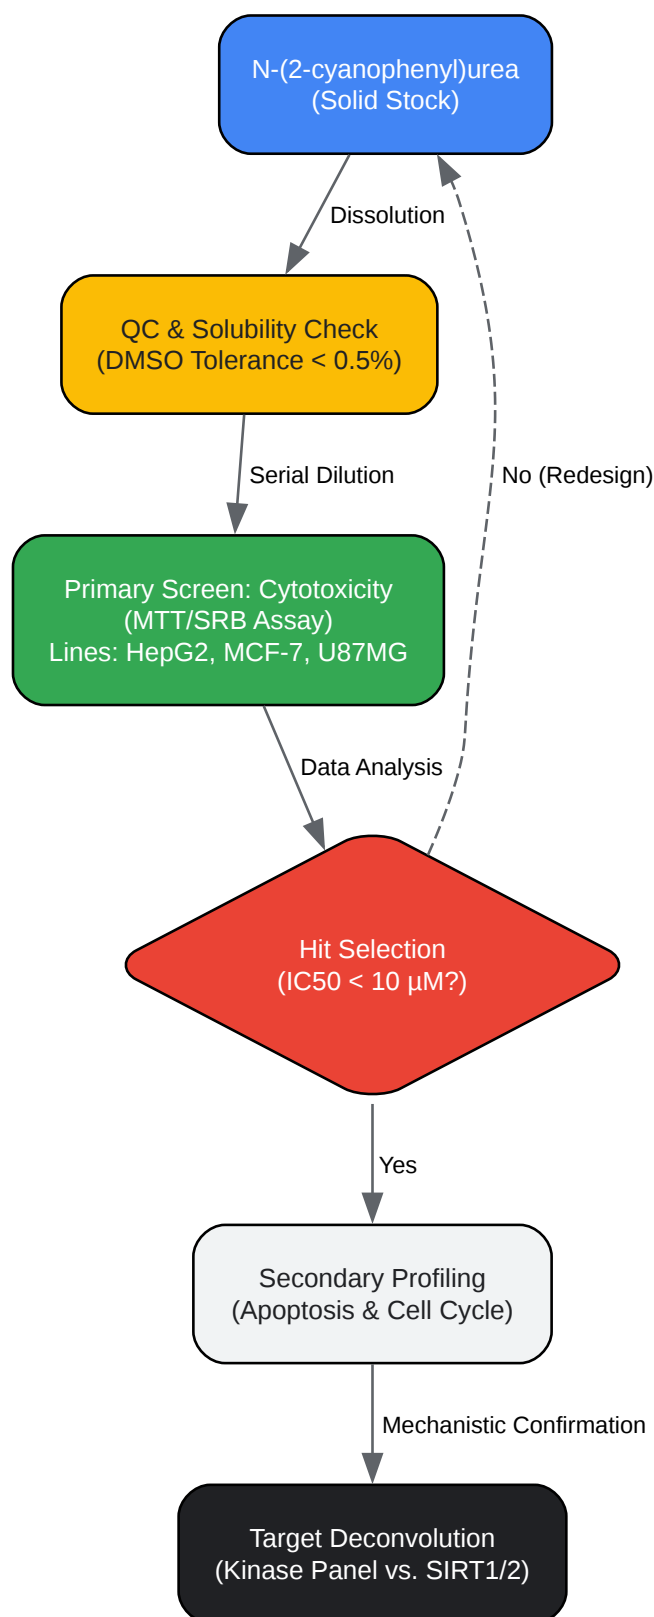 N-(2-cyanophenyl)urea
(Solid Stock)
Dissolution
QC & Solubility Check
(DMSO Tolerance < 0.5%)
Serial Dilution
No (Redesign)
Primary Screen: Cytotoxicity
(MTT/SRB Assay)
Lines: HepG2, MCF-7, U87MG
Data Analysis
Hit Selection
(IC50 < 10 µM?)
Yes
Secondary Profiling
(Apoptosis & Cell Cycle)
Mechanistic Confirmation
Target Deconvolution
(Kinase Panel vs. SIRT1/2)